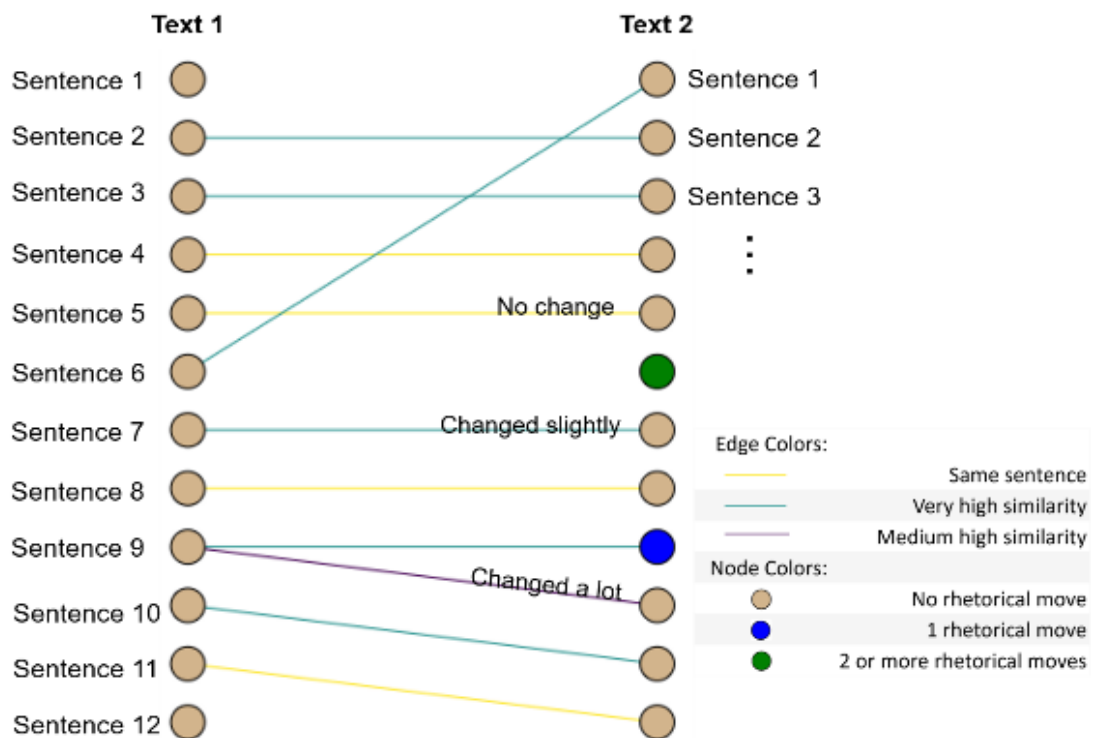 Text 1
Text 2
Sentence 1
Sentence 1
Sentence 2
Sentence 2
Sentence 3
Sentence 3
Sentence 4
Sentence 5
No change
Sentence 6
Sentence 7
Changed slightly
Sentence 8
Sentence 9
Changed a lot
Sentence 10
Sentence 11
Sentence 12
Edge Colors:
Same sentence
Very high similarity
Medium high similarity
Node Colors:
No rhetorical move
1 rhetorical move
2 or more rhetorical moves